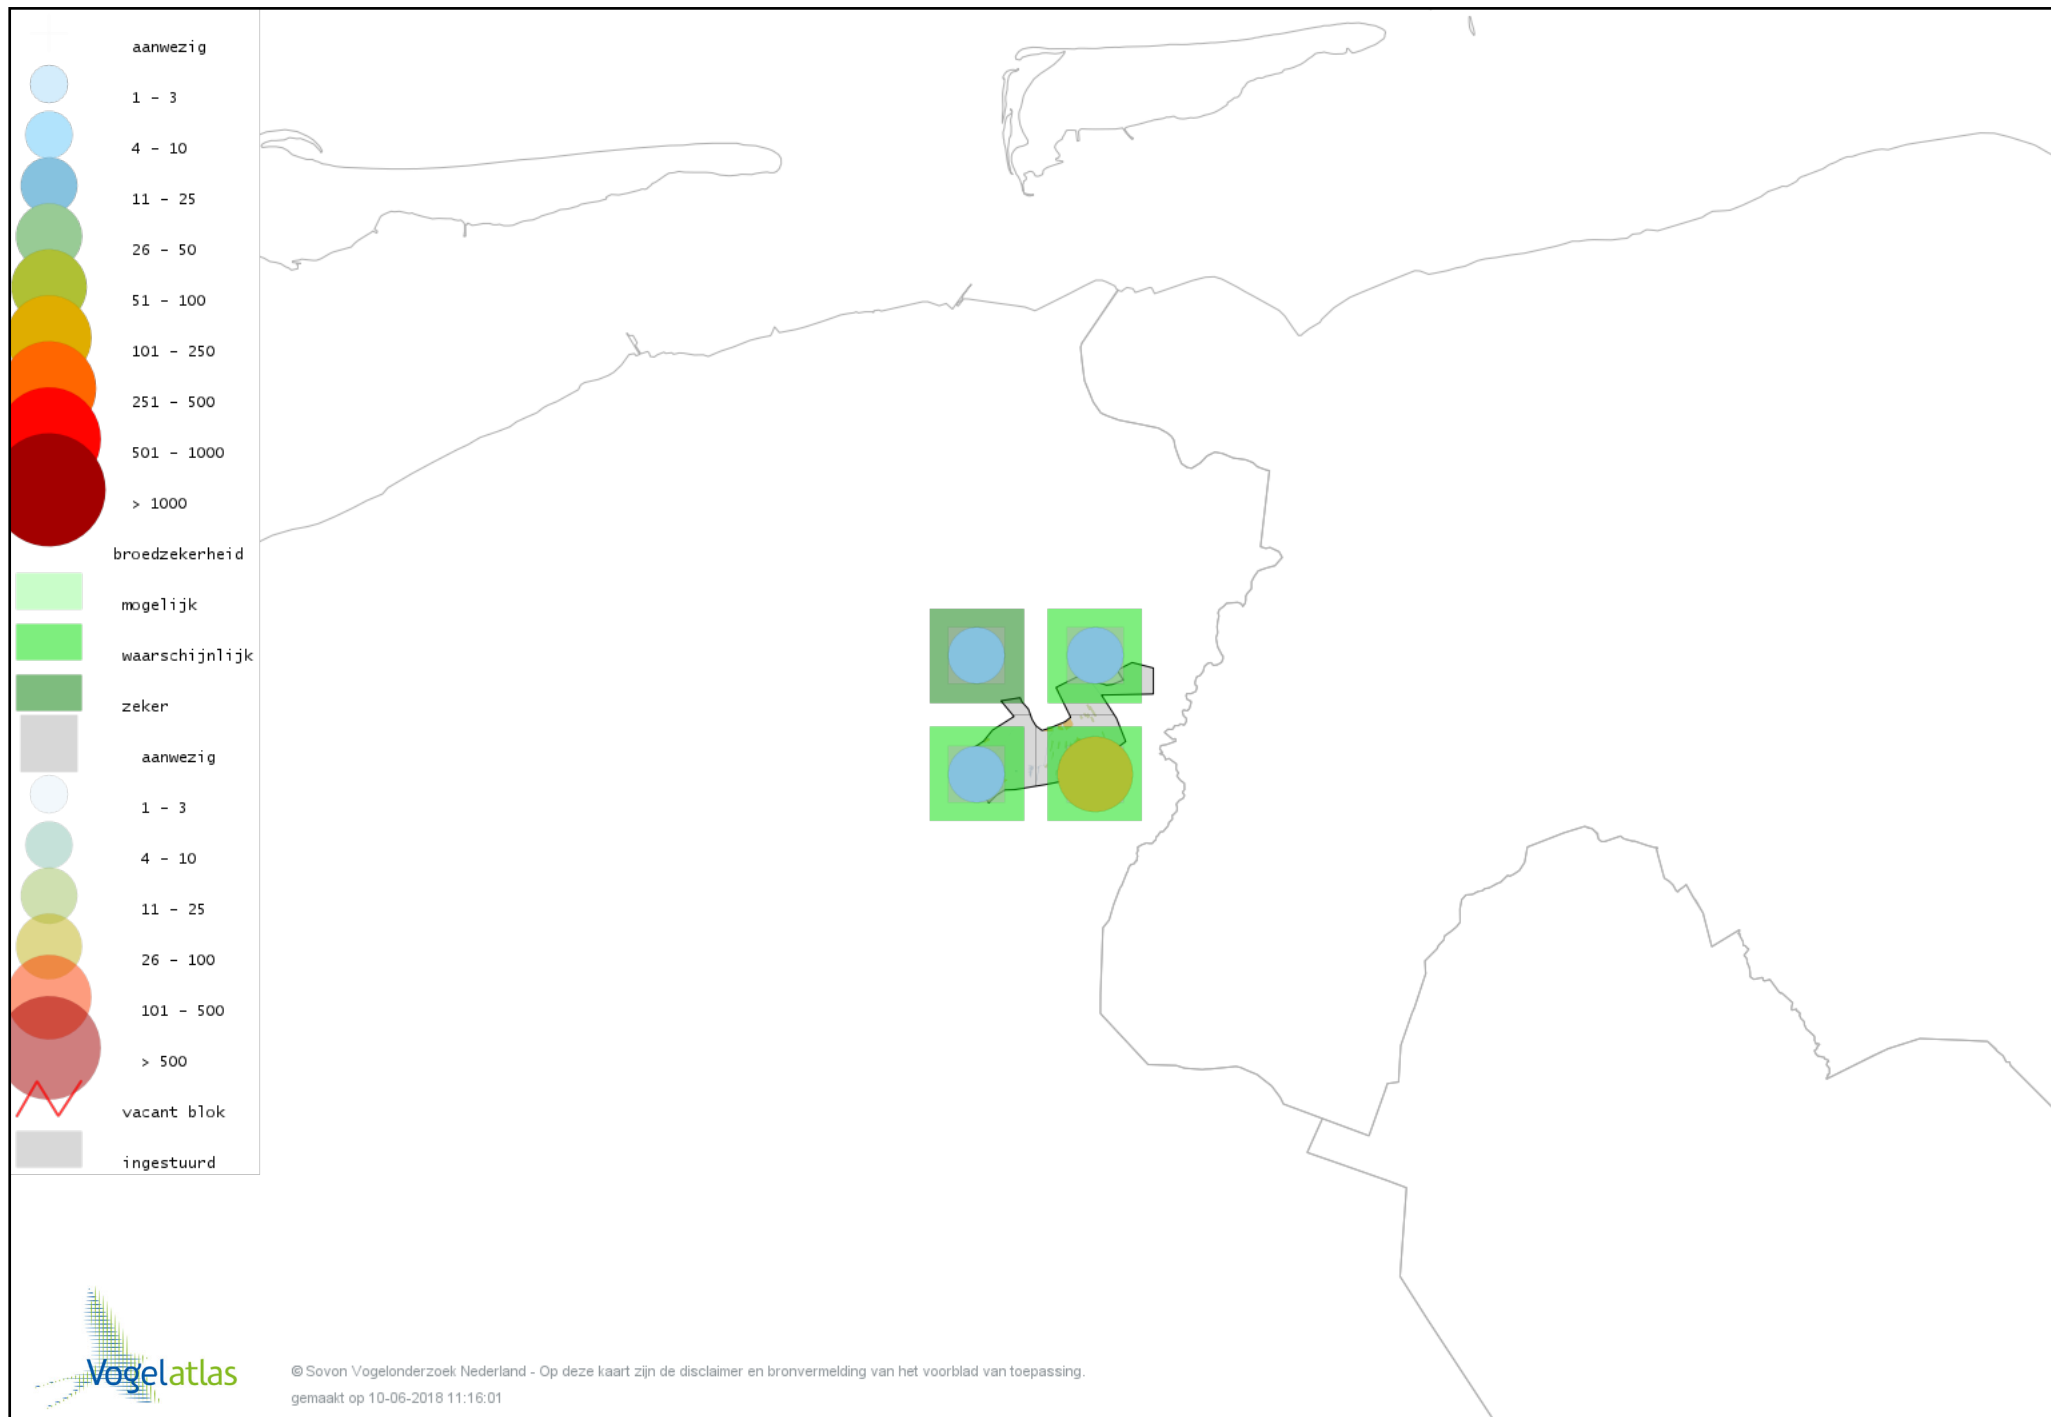 aanwezig
1 - 3
4 - 10
11 - 25
26 - 50
51 - 100
101 - 250
251 - 500
501 - 1000
> 1000
broedzekerheid
mogelijk
waarschijnlijk
zeker
aanwezig
1 - 3
4 - 10
11 - 25
26 - 100
101 - 500
> 500
vacant blok
ingestuurd
Vogelatlas
© Sovon Vogelonderzoek Nederland - Op deze kaart zijn de disclaimer en bronvermelding van het voorblad van toepassing.
gemaakt op 10-06-2018 11:16:01